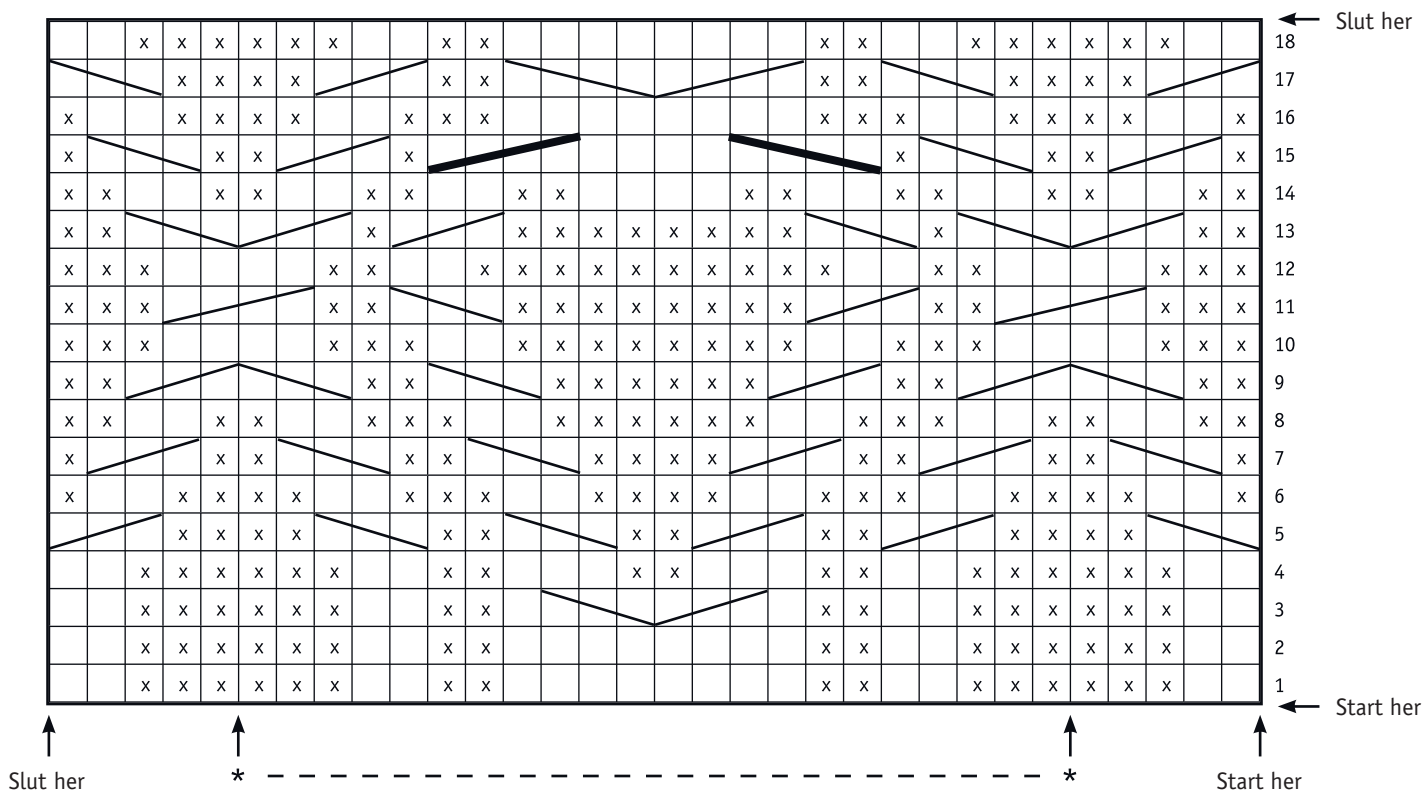 Slut her
x x x x x x x x x x x x x x x x 18
x x x x x x x x x x x x 17
x x x x x x x x x x x x x x x x 16
x x x x x x x x 15
x x x x x x x x x x x x x x x x 14
x x x x x x x x x x x x x x 13
x x x x x x x x x x x x x x x x x x x x 12
x x x x x x x x x x x x x x x x x x 11
x x x x x x x x x x x x x x x x x x x x 10
x x x x x x x x x x x x x x 9
x x x x x x x x x x x x x x x x x x x x 8
x x x x x x x x x x x x x x 7
x x x x x x x x x x x x x x x x x x x x 6
x x x x x x x x x x x x x x 5
x x x x x x x x x x x x x x x x x x 4
x x x x x x x x x x x x x x x x 3
x x x x x x x x x x x x x x x x 2
x x x x x x x x x x x x x x x x 1
Start her
Slut her * * Start her